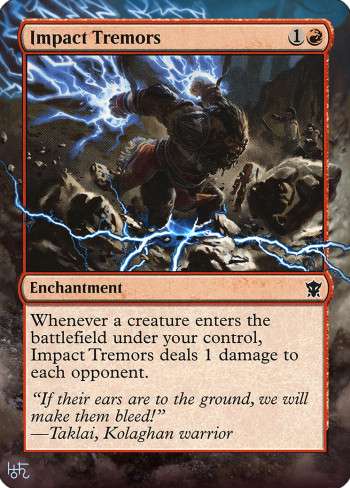 Impact Tremors 1
Enchantment
Whenever a creature enters the
battlefield under your control,
Impact Tremors deals 1 damage to
each opponent.
"If their ears are to the ground, we will
make them bleed!"
—Taklai, Kolaghan warrior